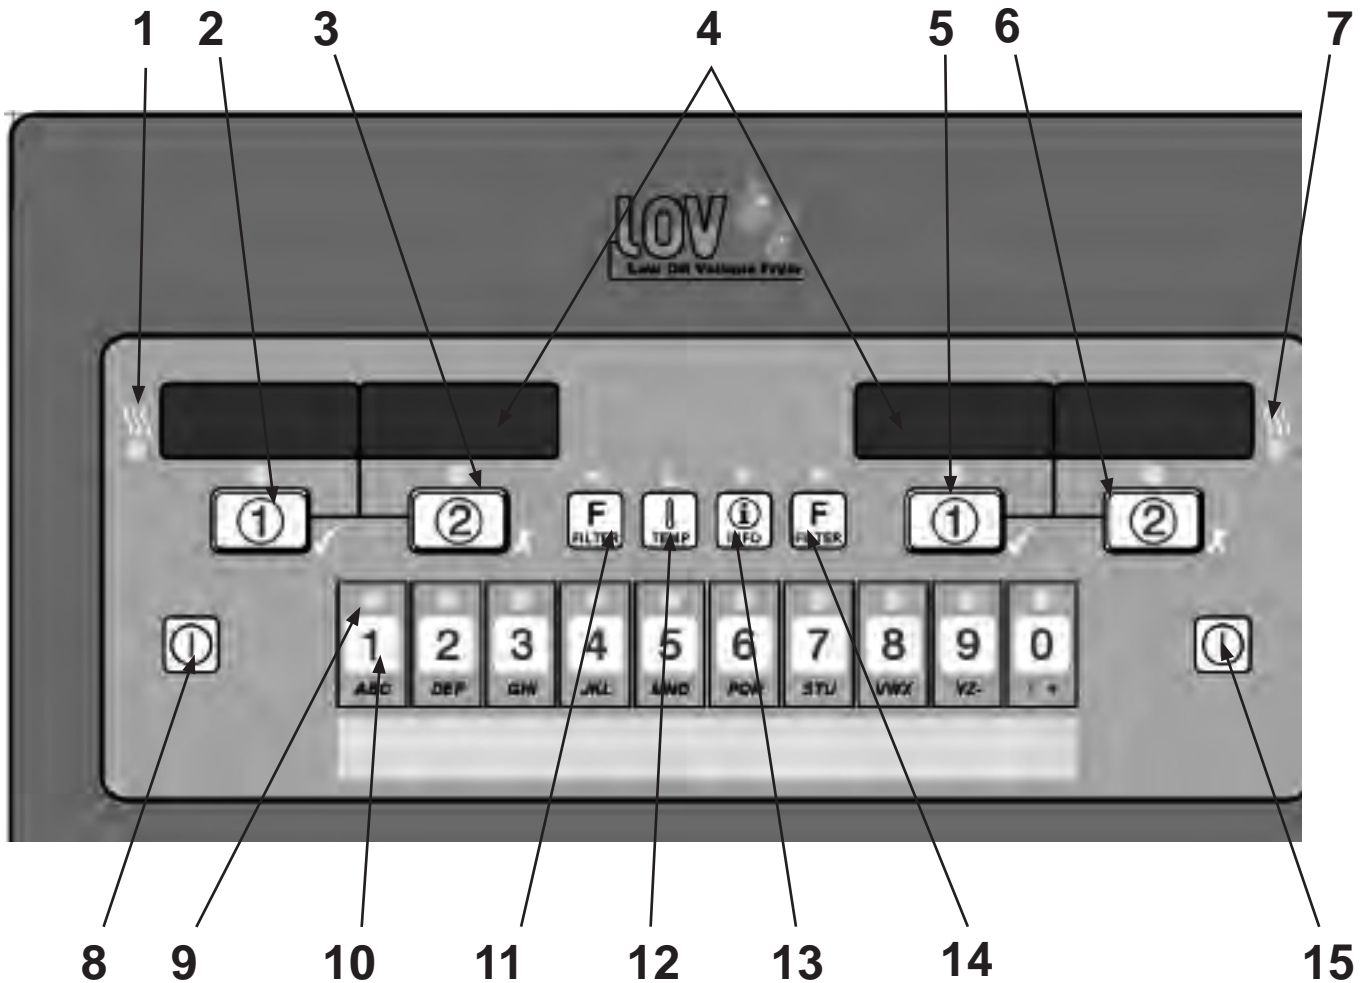 1 2 3 4 5 6 7
LOV
Low Oil Volume Fryer
① ② ① ②
F F
FILTER TEMP INFO FILTER
1 2 3 4 5 6 7 8 9 0
ABC DEF GHI JKL MNO PQR STU VWX YZ-
8 9 10 11 12 13 14 15